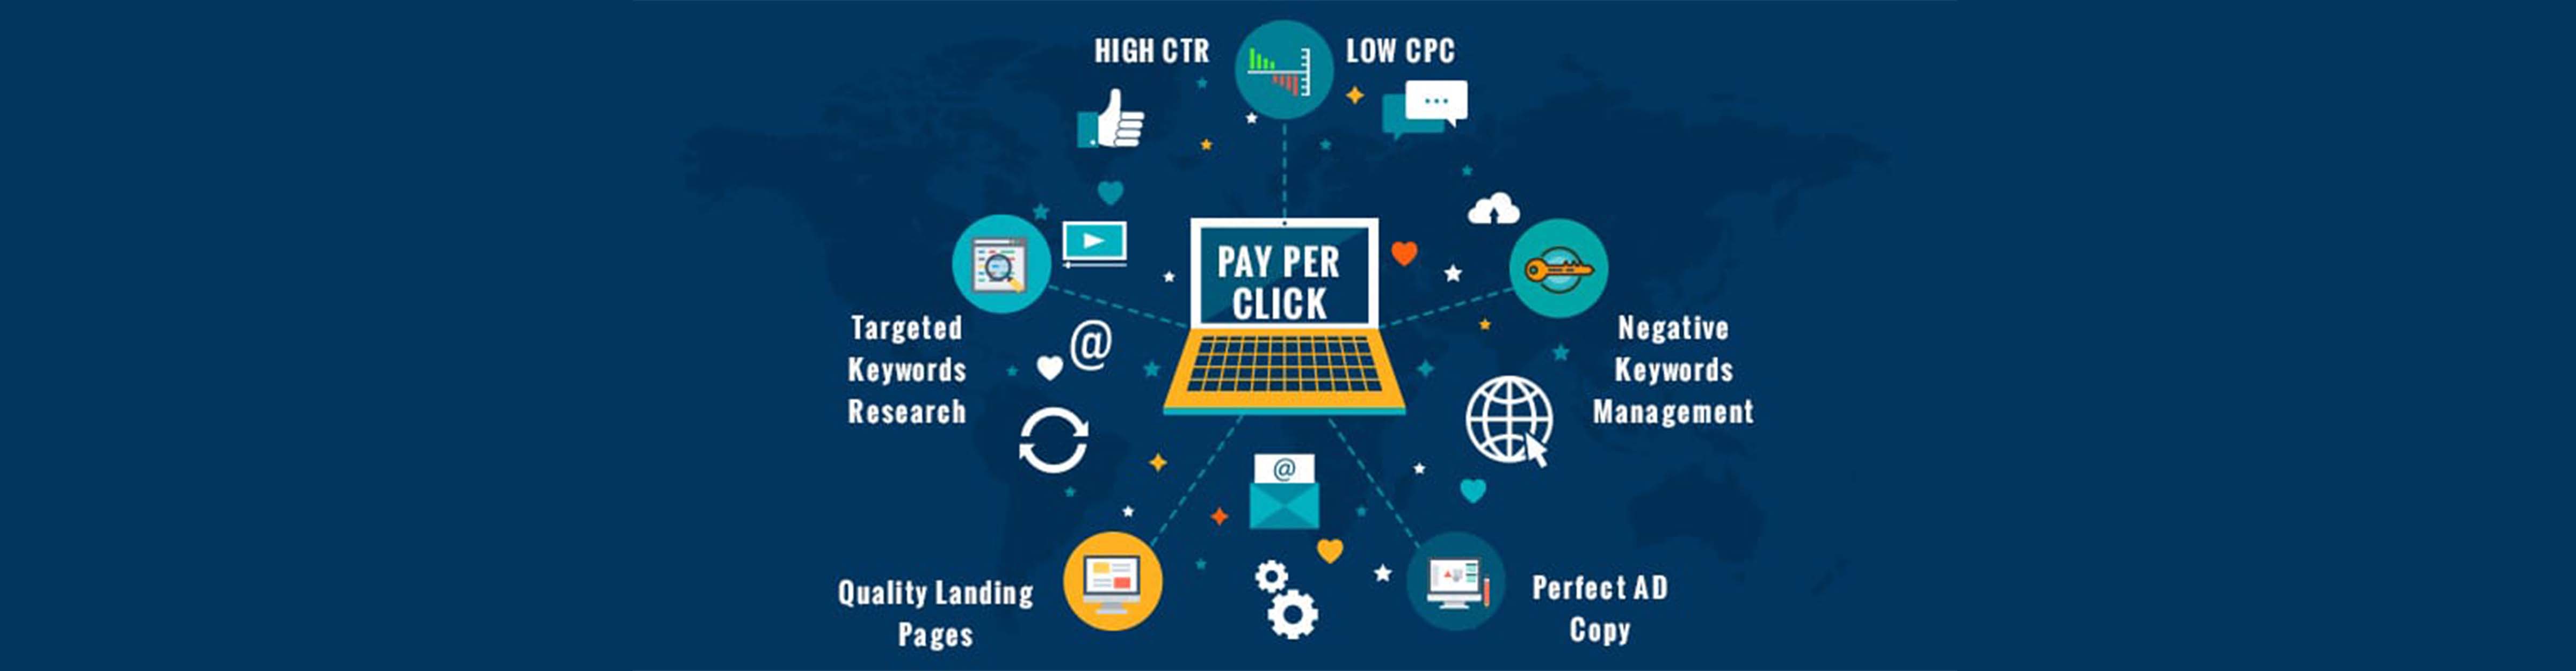 HIGH CTR
LOW CPC
PAY PER
CLICK
Targeted
Keywords
Research
@
Negative
Keywords
Management
@
Quality Landing
Pages
Perfect AD
Copy